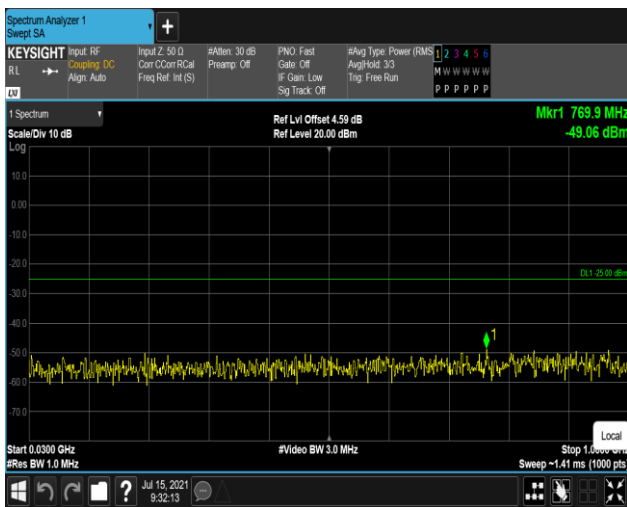 Spectrum Analyzer 1
Swept SA
+
KEYSIGHT Input: RF Input Z: 50 Ω #Atten: 30 dB PNO: Fast #Avg Type: Power (RMS 1 2 3 4 5 6
RL Coupling: DC Corr CCorr RCal Preamp: Off Gate: Off Avg|Hold: 3/3 M W W W W W
Align: Auto Freq Ref: Int (S) IF Gain: Low Trig: Free Run
Sig Track: Off P P P P P P
LXI
1 Spectrum Ref Lvl Offset 4.59 dB Mkr1 769.9 MHz
Scale/Div 10 dB Ref Level 20.00 dBm -49.06 dBm
Log
10.0
0.00
-10.0
-20.0
DL1 -25.00 dBm
-30.0
-40.0
1
-50.0
-60.0
-70.0
Local
Start 0.0300 GHz #Video BW 3.0 MHz Stop 1.0000 GHz
#Res BW 1.0 MHz Sweep ~1.41 ms (1000 pts
? Jul 15, 2021
9:32:13